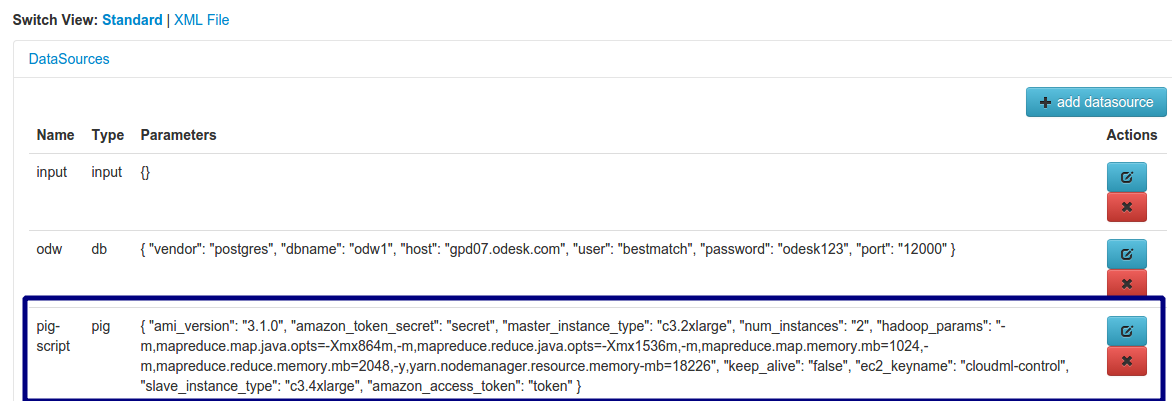 Switch View: Standard | XML File
DataSources
add datasource
Name Type Parameters Actions
input input {}
odw db { "vendor": "postgres", "dbname": "odw1", "host": "gpd07.odesk.com", "user": "bestmatch", "password": "odesk123", "port": "12000" }
pig- pig { "ami_version": "3.1.0", "amazon_token_secret": "secret", "master_instance_type": "c3.2xlarge", "num_instances": "2", "hadoop_params": "-
script m,mapreduce.map.java.opts=-Xmx864m,-m,mapreduce.reduce.java.opts=-Xmx1536m,-m,mapreduce.map.memory.mb=1024,-
m,mapreduce.reduce.memory.mb=2048,-y,yarn.nodemanager.resource.memory-mb=18226", "keep_alive": "false", "ec2_keyname": "cloudml-control",
"slave_instance_type": "c3.4xlarge", "amazon_access_token": "token" }